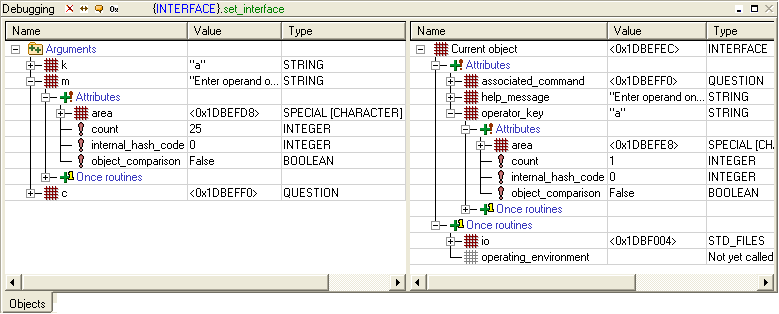 Debugging 0x {INTERFACE}.set_interface
Name Value Type
Arguments
k "a" STRING
m "Enter operand o... STRING
Attributes
area <0x1DBEFD8> SPECIAL [CHARACTER]
count 25 INTEGER
internal_hash_code 0 INTEGER
object_comparison False BOOLEAN
Once routines
c <0x1DBEFF0> QUESTION
Name Value Type
Current object <0x1DBEFEC> INTERFACE
Attributes
associated_command <0x1DBEFF0> QUESTION
help_message "Enter operand on... STRING
operator_key "a" STRING
Attributes
area <0x1DBEFE8> SPECIAL [CHA
count 1 INTEGER
internal_hash_code 0 INTEGER
object_comparison False BOOLEAN
Once routines
Once routines
io <0x1DBF004> STD_FILES
operating_environment Not yet called
Objects